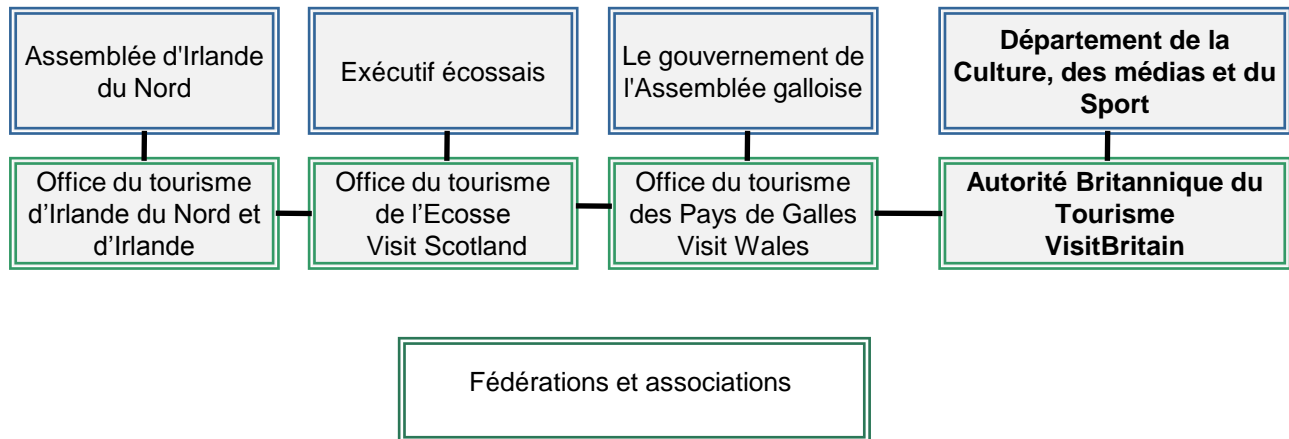 Assemblée d'Irlande
du Nord
Exécutif écossais
Le gouvernement de
l'Assemblée galloise
Département de la
Culture, des médias et du
Sport
Office du tourisme
d’Irlande du Nord et
d’Irlande
Office du tourisme
de l’Ecosse
Visit Scotland
Office du tourisme
des Pays de Galles
Visit Wales
Autorité Britannique du
Tourisme
VisitBritain
Fédérations et associations